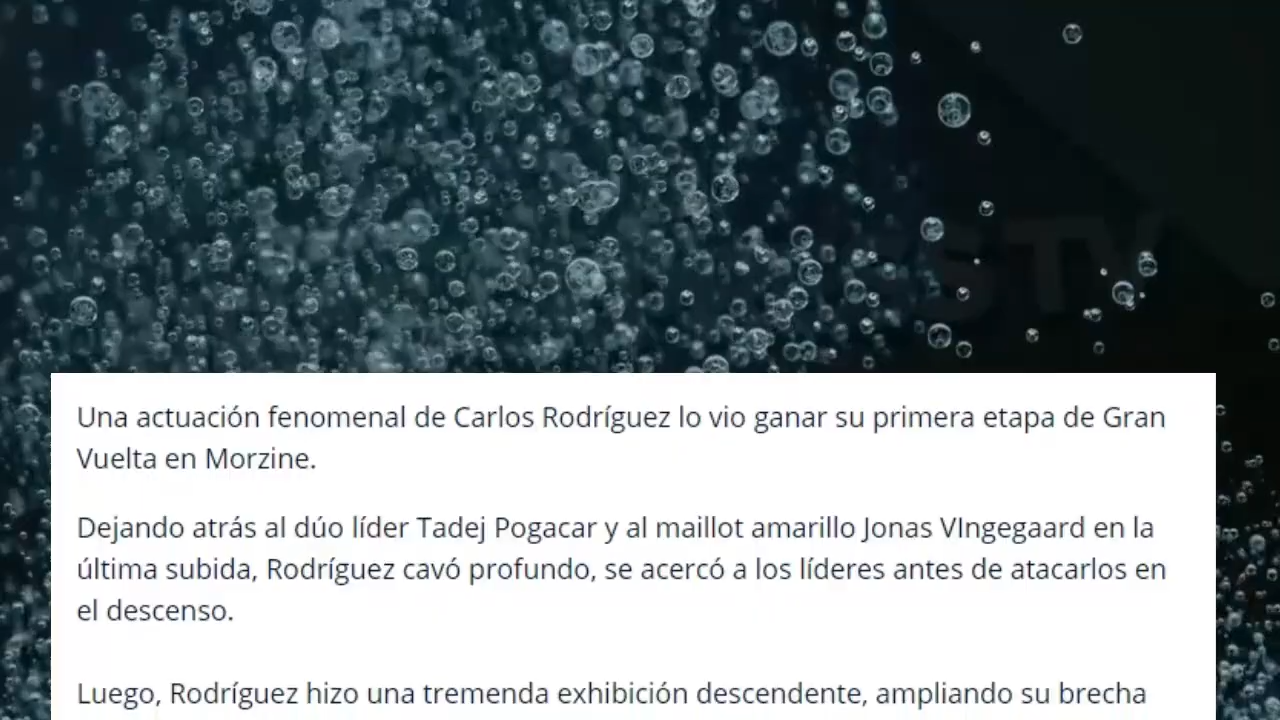 Una actuación fenomenal de Carlos Rodríguez lo vio ganar su primera etapa de Gran
Vuelta en Morzine.
Dejando atrás al dúo líder Tadej Pogacar y al maillot amarillo Jonas VIngegaard en la
última subida, Rodríguez cavó profundo, se acercó a los líderes antes de atacarlos en
el descenso.
Luego, Rodríguez hizo una tremenda exhibición descendente, ampliando su brecha